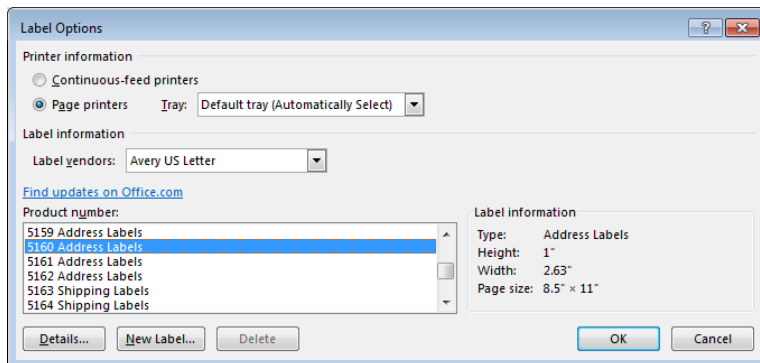 Label Options
Printer information
Continuous-feed printers
Page printers Tray: Default tray (Automatically Select)
Label information
Label vendors: Avery US Letter
Find updates on Office.com
Product number:
5159 Address Labels
5160 Address Labels
5161 Address Labels
5162 Address Labels
5163 Shipping Labels
5164 Shipping Labels
Label information
Type: Address Labels
Height: 1"
Width: 2.63"
Page size: 8.5" × 11"
Details... New Label... Delete OK Cancel